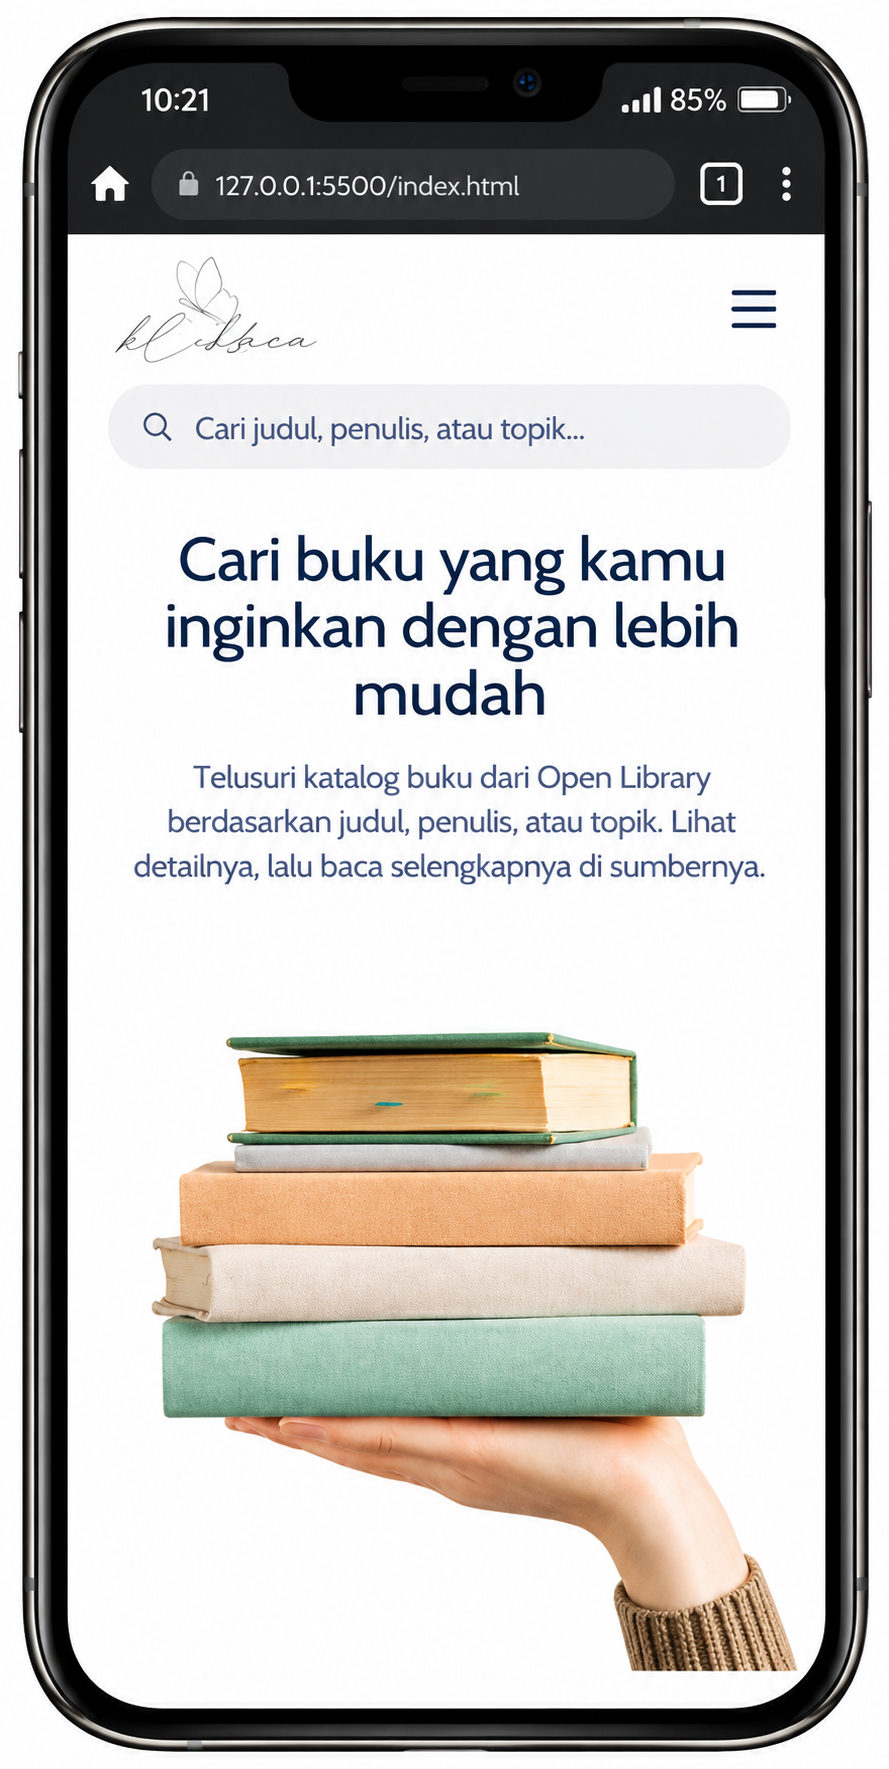 10:21
85%
127.0.0.1:5500/index.html
1
Cari judul, penulis, atau topik...
Cari buku yang kamu
inginkan dengan lebih
mudah
Telusuri katalog buku dari Open Library
berdasarkan judul, penulis, atau topik. Lihat
detailnya, lalu baca selengkapnya di sumbernya.